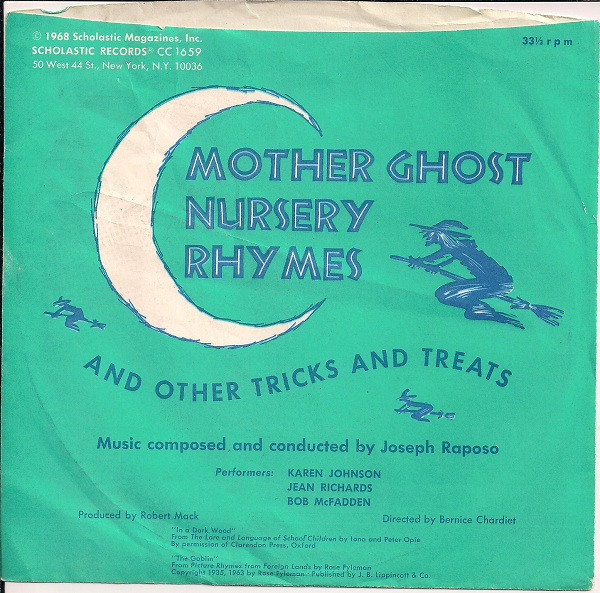 © 1968 Scholastic Magazines, Inc.
SCHOLASTIC RECORDS® CC 1659
50 West 44 St., New York, N.Y. 10036
33⅓ r p m
MOTHER GHOST
NURSERY
RHYMES
AND OTHER TRICKS AND TREATS
Music composed and conducted by Joseph Raposo
Performers: KAREN JOHNSON
JEAN RICHARDS
BOB McFADDEN
Produced by Robert Mack
Directed by Bernice Chardiet
"In a Dark Wood"
From The Lore and Language of School Children by Iona and Peter Opie
By permission of Clarendon Press, Oxford
"The Goblin"
From Picture Rhymes from Foreign Lands by Rose Fyleman
Copyright 1935, 1963 by Rose Fyleman · Published by J. B. Lippincott & Co.